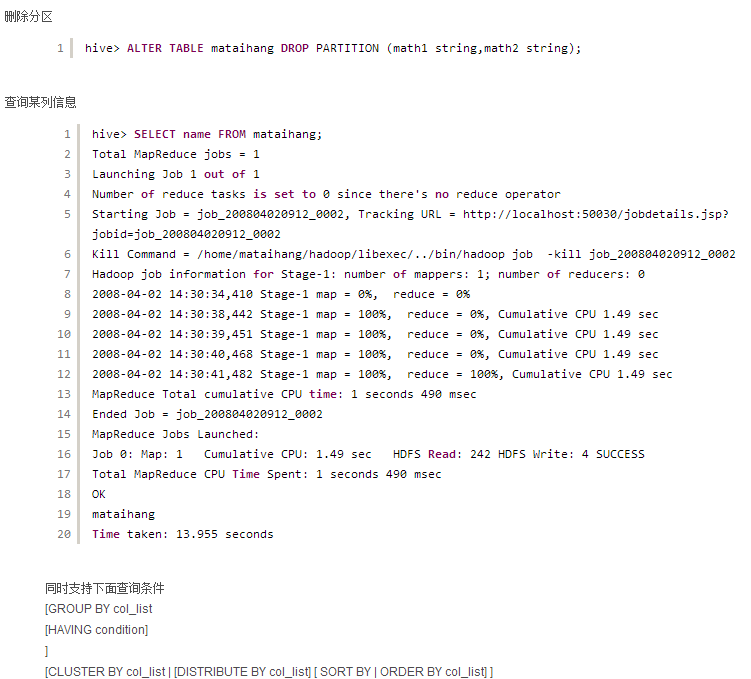 删除分区
1 hive> ALTER TABLE mataihang DROP PARTITION (math1 string,math2 string);
查询某列信息
1 hive> SELECT name FROM mataihang;
2 Total MapReduce jobs = 1
3 Launching Job 1 out of 1
4 Number of reduce tasks is set to 0 since there's no reduce operator
5 Starting Job = job_200804020912_0002, Tracking URL = http://localhost:50030/jobdetails.jsp?
jobid=job_200804020912_0002
6 Kill Command = /home/mataihang/hadoop/libexec/../bin/hadoop job  -kill job_200804020912_0002
7 Hadoop job information for Stage-1: number of mappers: 1; number of reducers: 0
8 2008-04-02 14:30:34,410 Stage-1 map = 0%,  reduce = 0%
9 2008-04-02 14:30:38,442 Stage-1 map = 100%,  reduce = 0%, Cumulative CPU 1.49 sec
10 2008-04-02 14:30:39,451 Stage-1 map = 100%,  reduce = 0%, Cumulative CPU 1.49 sec
11 2008-04-02 14:30:40,468 Stage-1 map = 100%,  reduce = 0%, Cumulative CPU 1.49 sec
12 2008-04-02 14:30:41,482 Stage-1 map = 100%,  reduce = 100%, Cumulative CPU 1.49 sec
13 MapReduce Total cumulative CPU time: 1 seconds 490 msec
14 Ended Job = job_200804020912_0002
15 MapReduce Jobs Launched:
16 Job 0: Map: 1   Cumulative CPU: 1.49 sec   HDFS Read: 242 HDFS Write: 4 SUCCESS
17 Total MapReduce CPU Time Spent: 1 seconds 490 msec
18 OK
19 mataihang
20 Time taken: 13.955 seconds
同时支持下面查询条件
[GROUP BY col_list
[HAVING condition]
]
[CLUSTER BY col_list | [DISTRIBUTE BY col_list] [ SORT BY | ORDER BY col_list] ]